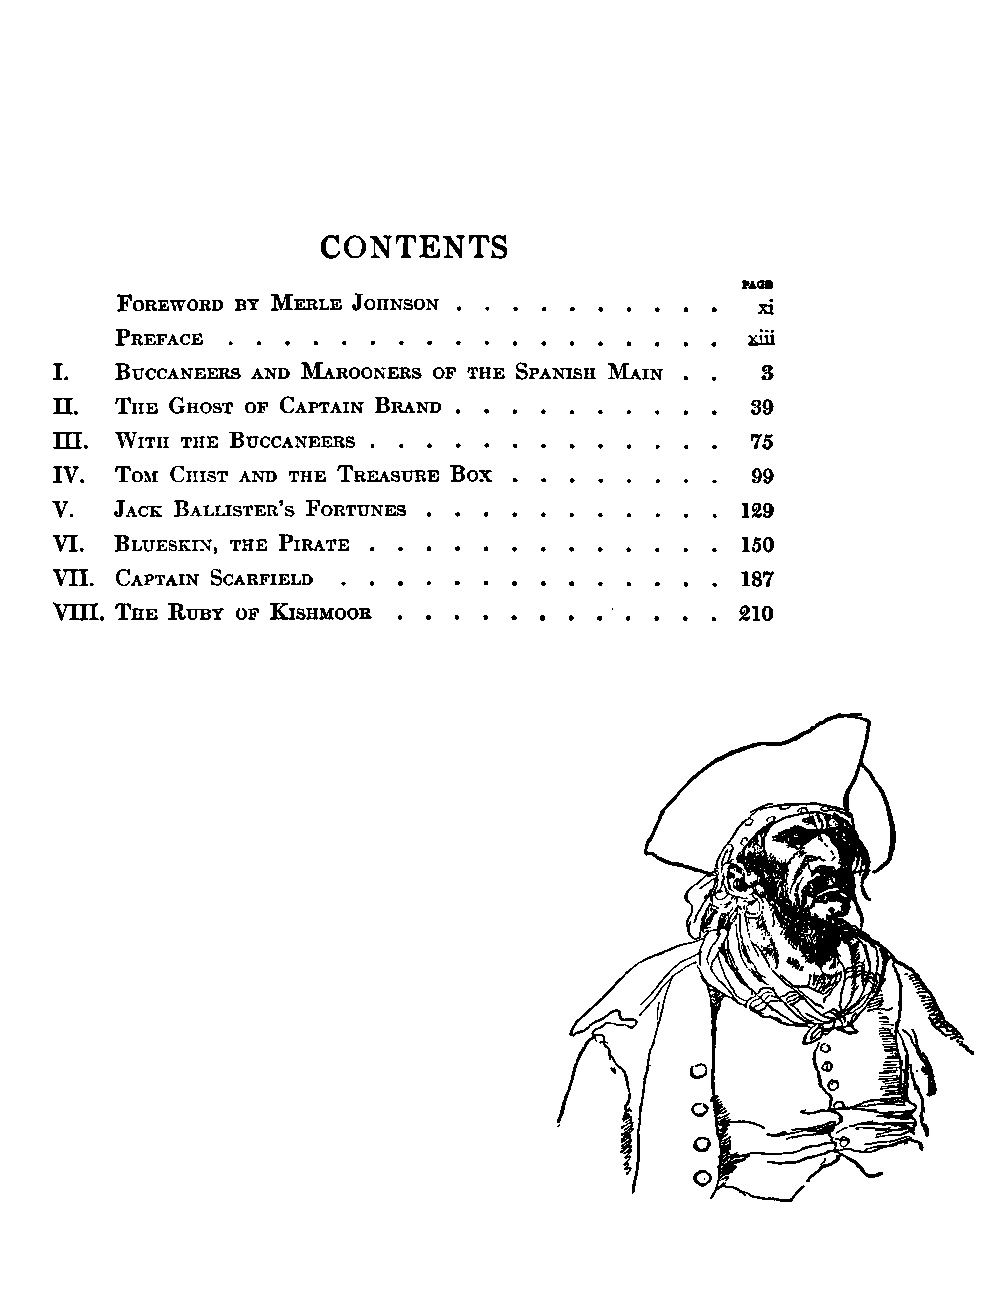 CONTENTS
PAGE
FOREWORD BY MERLE JOHNSON . . . . . . . . . . xi
PREFACE . . . . . . . . . . . . . . . . . . xiii
I. BUCCANEERS AND MAROONERS OF THE SPANISH MAIN . . 3
II. THE GHOST OF CAPTAIN BRAND . . . . . . . . . . 39
III. WITH THE BUCCANEERS . . . . . . . . . . . . . 75
IV. TOM CHIST AND THE TREASURE BOX . . . . . . . . 99
V. JACK BALLISTER'S FORTUNES . . . . . . . . . . . 129
VI. BLUESKIN, THE PIRATE . . . . . . . . . . . . . 150
VII. CAPTAIN SCARFIELD . . . . . . . . . . . . . . 187
VIII. THE RUBY OF KISHMOOR . . . . . . . . . . . . 210